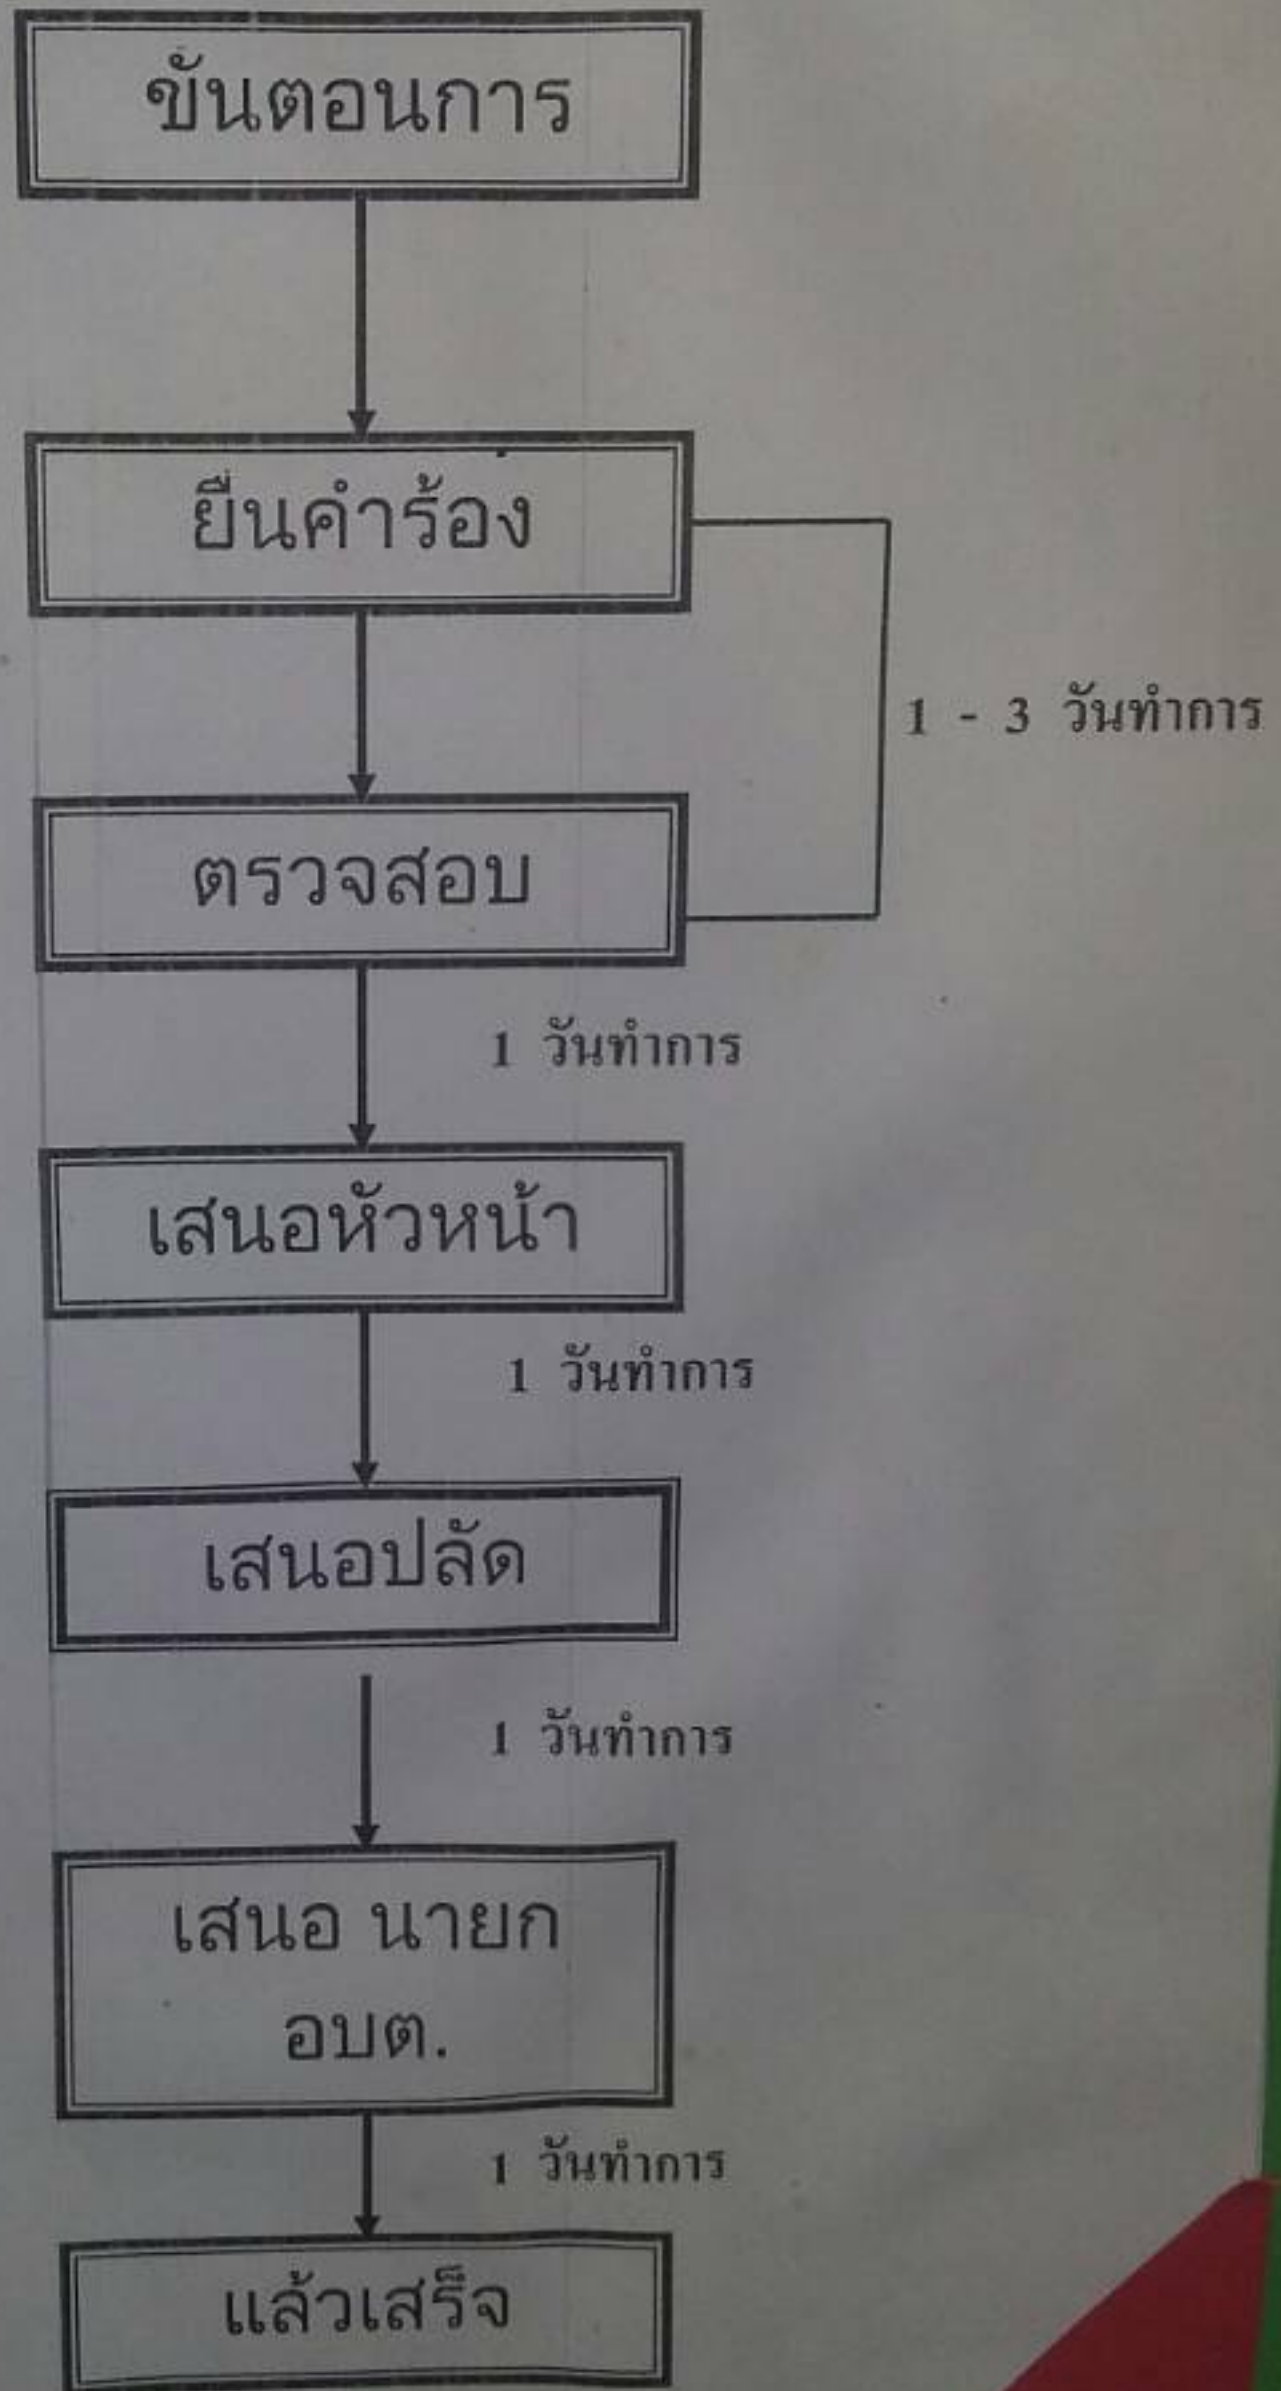 ขั้นตอนการ
ยื่นคำร้อง
1 - 3 วันทำการ
ตรวจสอบ
1 วันทำการ
เสนอหัวหน้า
1 วันทำการ
เสนอปลัด
1 วันทำการ
เสนอ นายก
อบต.
1 วันทำการ
แล้วเสร็จ